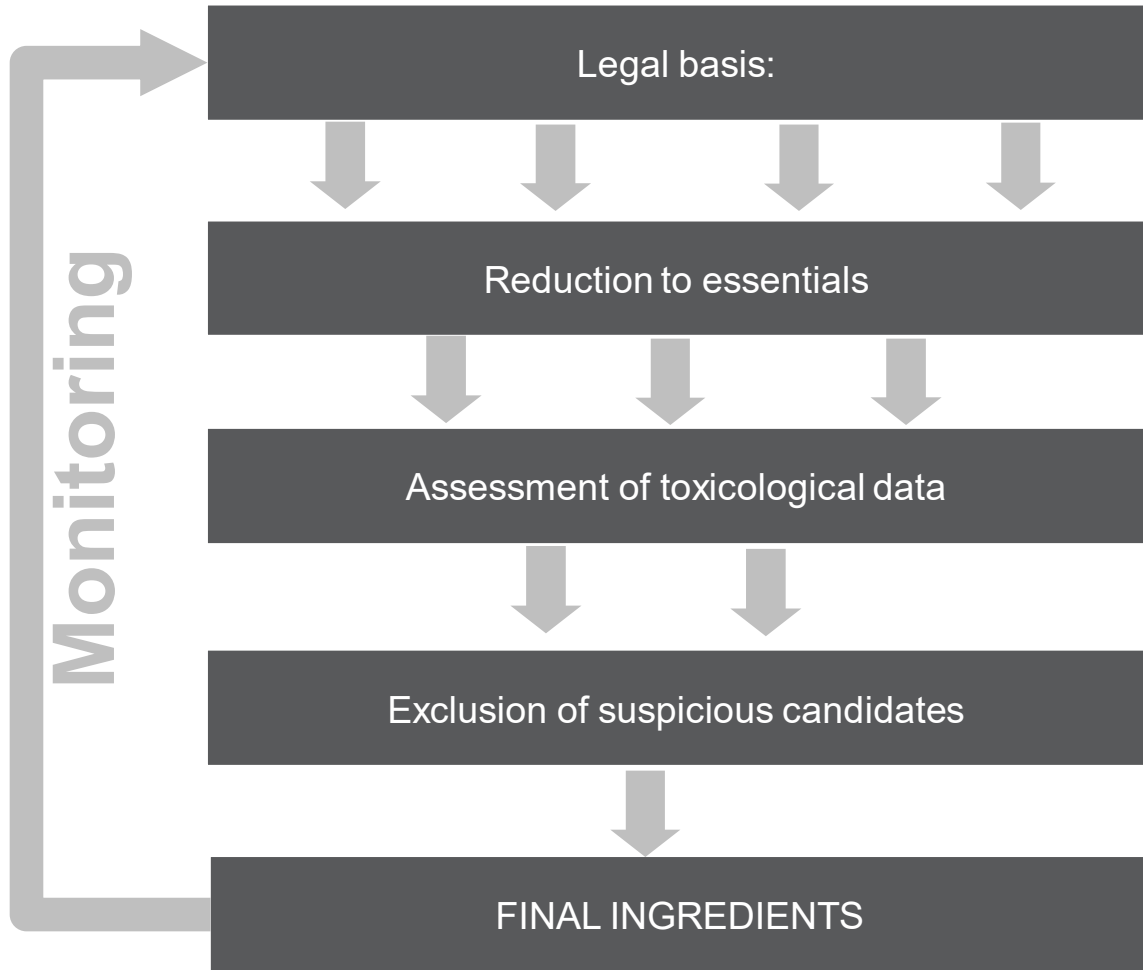 Legal basis:
Reduction to essentials
Assessment of toxicological data
Exclusion of suspicious candidates
FINAL INGREDIENTS
Monitoring